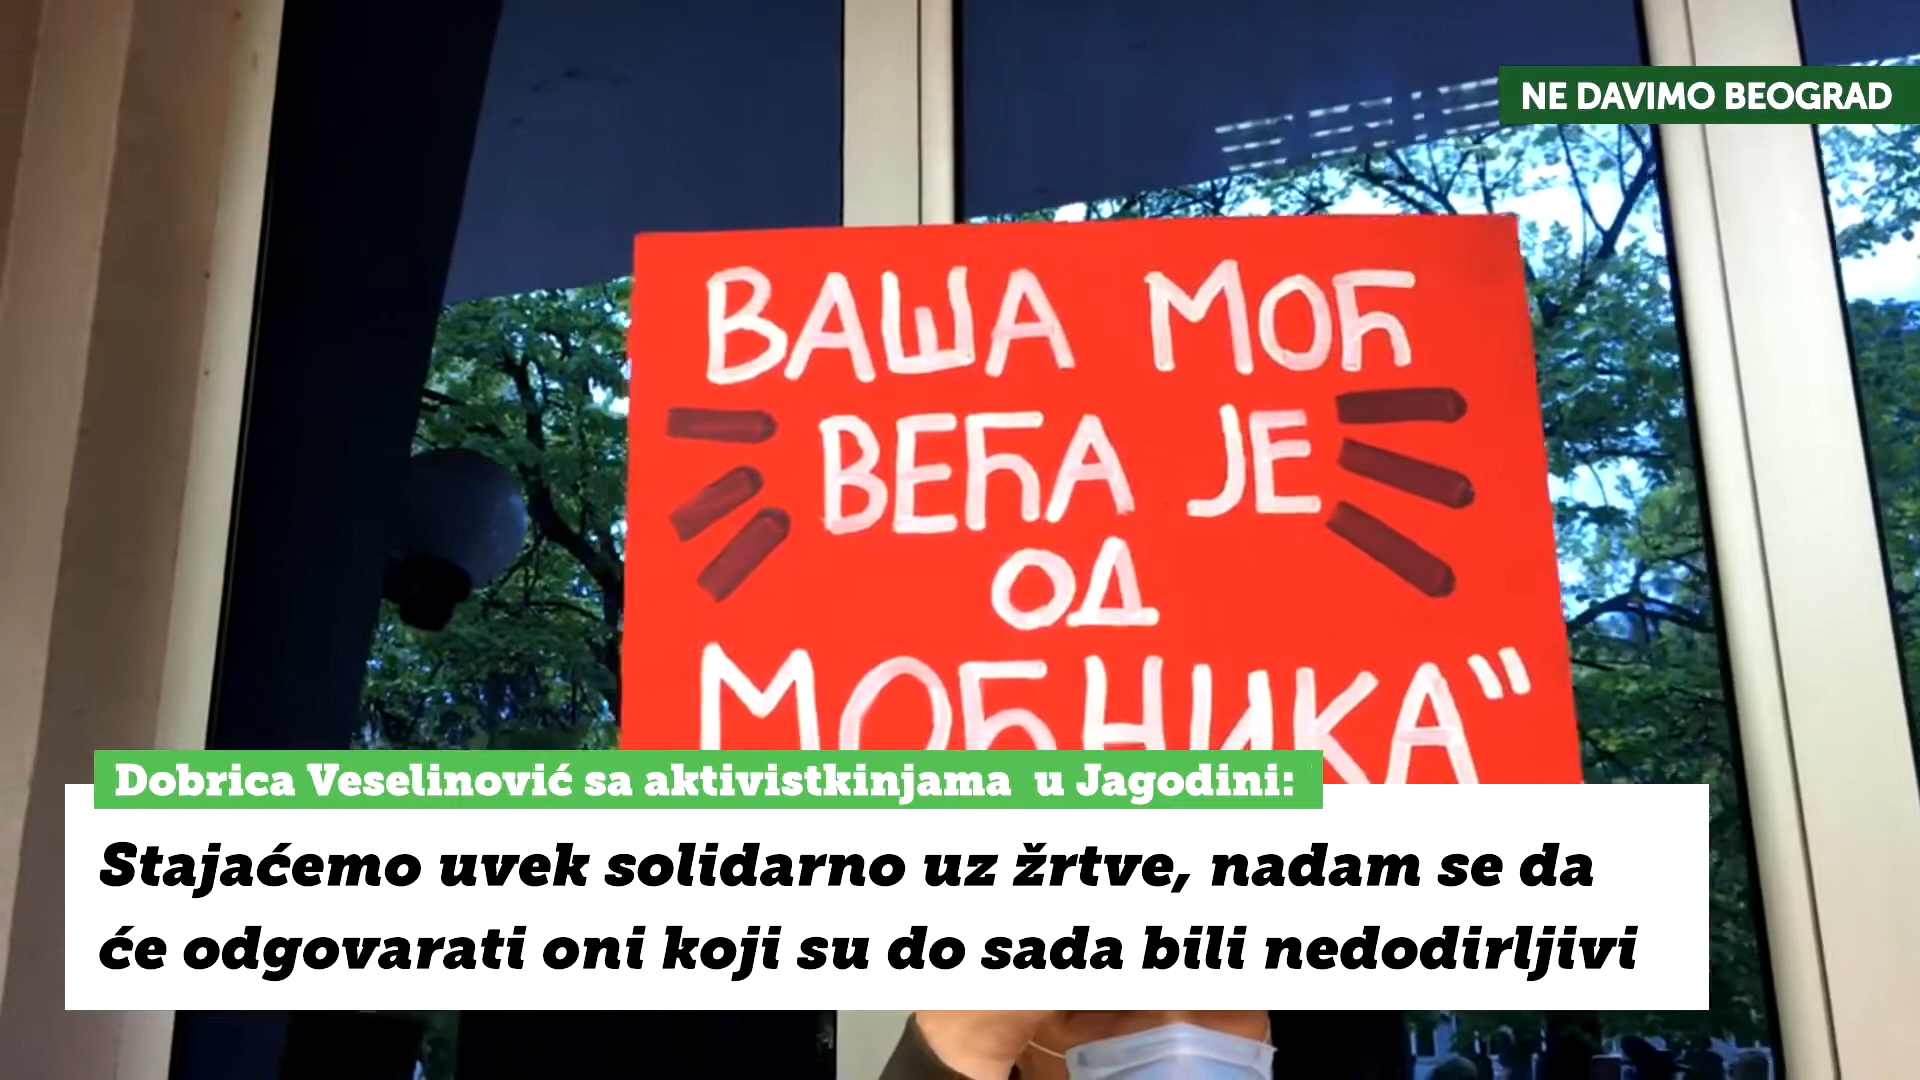 NE DAVIMO BEOGRAD
ВАША МОЋ
ВЕЋА ЈЕ
ОД
МОЋНИКА"
Dobrica Veselinović sa aktivistkinjama u Jagodini:
Stajaćemo uvek solidarno uz žrtve, nadam se da
će odgovarati oni koji su do sada bili nedodirljivi